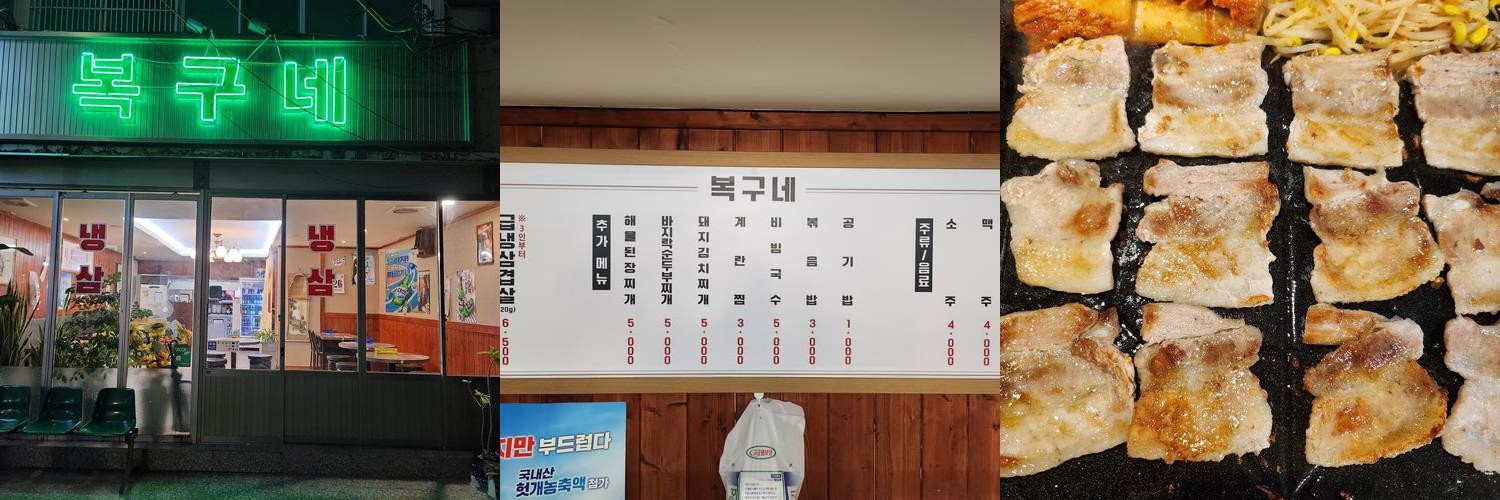 복구네
냉삼
냉삼
복구네
※3인부터
급냉삼겹살
20g)
6,500
추가메뉴
해물된장찌개
5,000
바지락순두부찌개
5,000
돼지김치찌개
5,000
계란찜
3,000
비빔국수
5,000
볶음밥
3,000
공기밥
1,000
주류/음료
소주
4,000
맥주
4,000
지만 부드럽다
국내산
헛개농축액 첨가